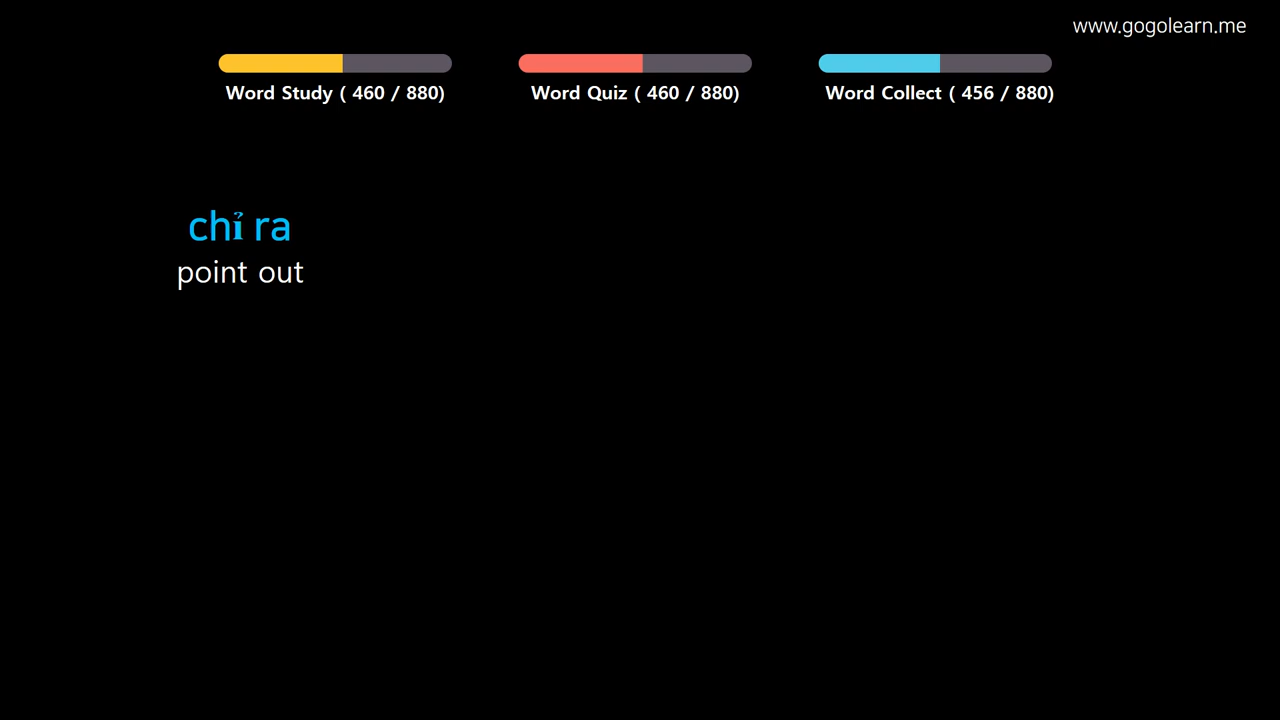 www.gogolearn.me
Word Study ( 460 / 880)
Word Quiz ( 460 / 880)
Word Collect ( 456 / 880)
chỉ ra
point out